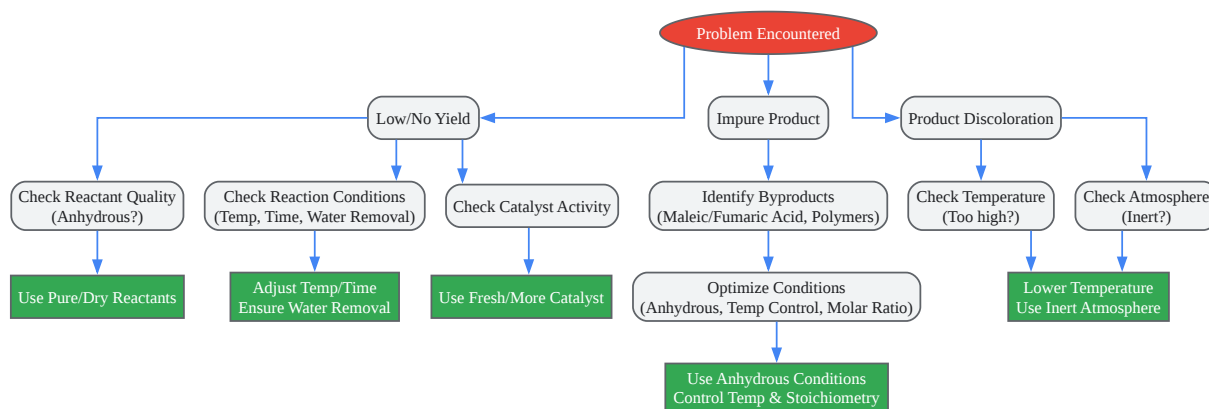 Problem Encountered
Low/No Yield
Impure Product
Product Discoloration
Check Reactant Quality
(Anhydrous?)
Check Reaction Conditions
(Temp, Time, Water Removal)
Check Catalyst Activity
Identify Byproducts
(Maleic/Fumaric Acid, Polymers)
Check Temperature
(Too high?)
Check Atmosphere
(Inert?)
Use Pure/Dry Reactants
Adjust Temp/Time
Ensure Water Removal
Use Fresh/More Catalyst
Optimize Conditions
(Anhydrous, Temp Control, Molar Ratio)
Lower Temperature
Use Inert Atmosphere
Use Anhydrous Conditions
Control Temp & Stoichiometry